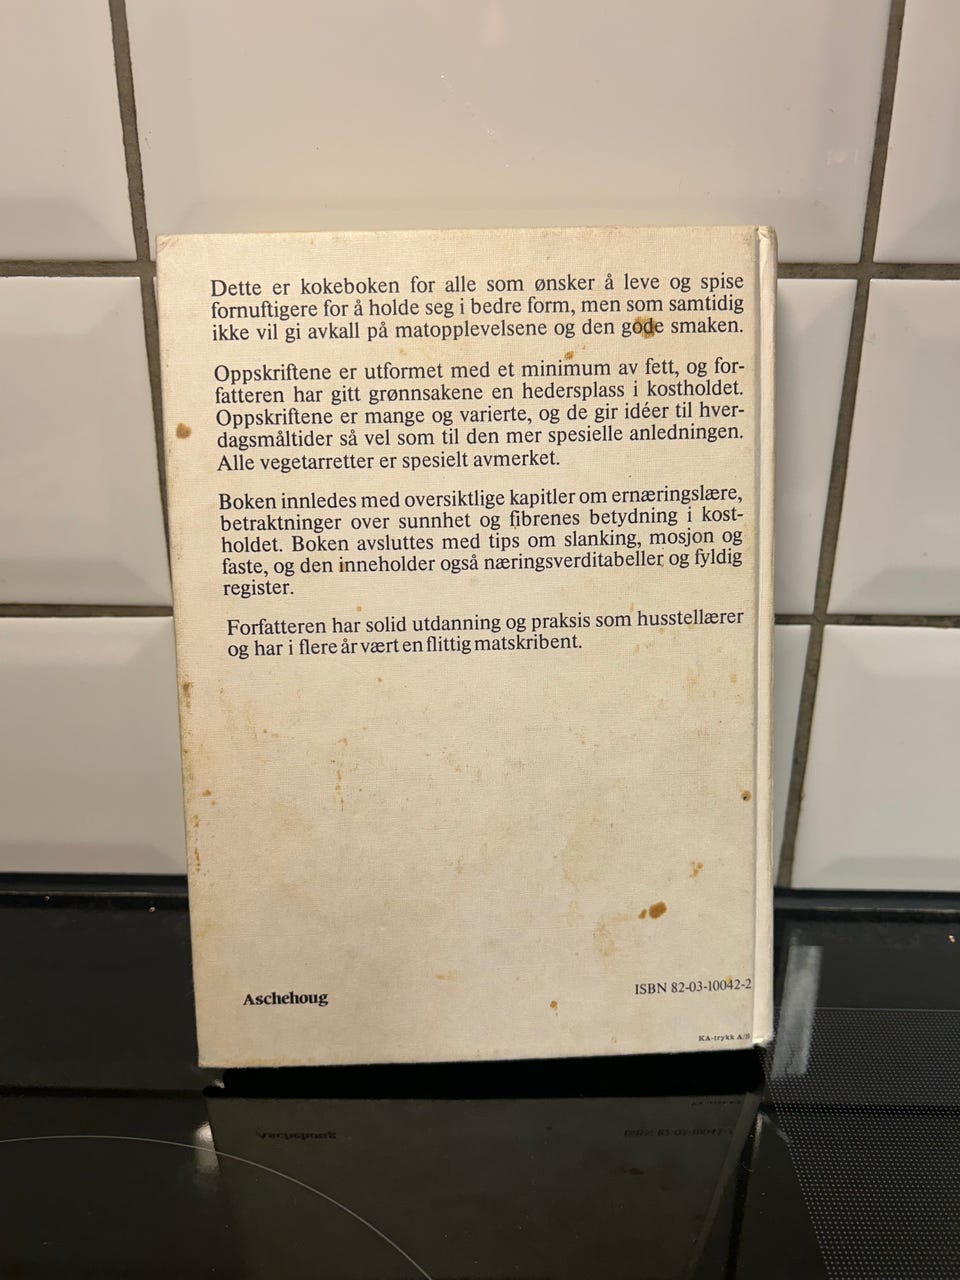 Dette er kokeboken for alle som ønsker å leve og spise
fornuftigere for å holde seg i bedre form, men som samtidig
ikke vil gi avkall på matopplevelsene og den gode smaken.
Oppskriftene er utformet med et minimum av fett, og for-
fatteren har gitt grønnsakene en hedersplass i kostholdet.
Oppskriftene er mange og varierte, og de gir idéer til hver-
dagsmåltider så vel som til den mer spesielle anledningen.
Alle vegetarretter er spesielt avmerket.
Boken innledes med oversiktlige kapitler om ernæringslære,
betraktninger over sunnhet og fibrenes betydning i kost-
holdet. Boken avsluttes med tips om slanking, mosjon og
faste, og den inneholder også næringsverditabeller og fyldig
register.
Forfatteren har solid utdanning og praksis som husstellærer
og har i flere år vært en flittig matskribent.
Aschehoug
ISBN 82-03-10042-2
KA-trykk A/S